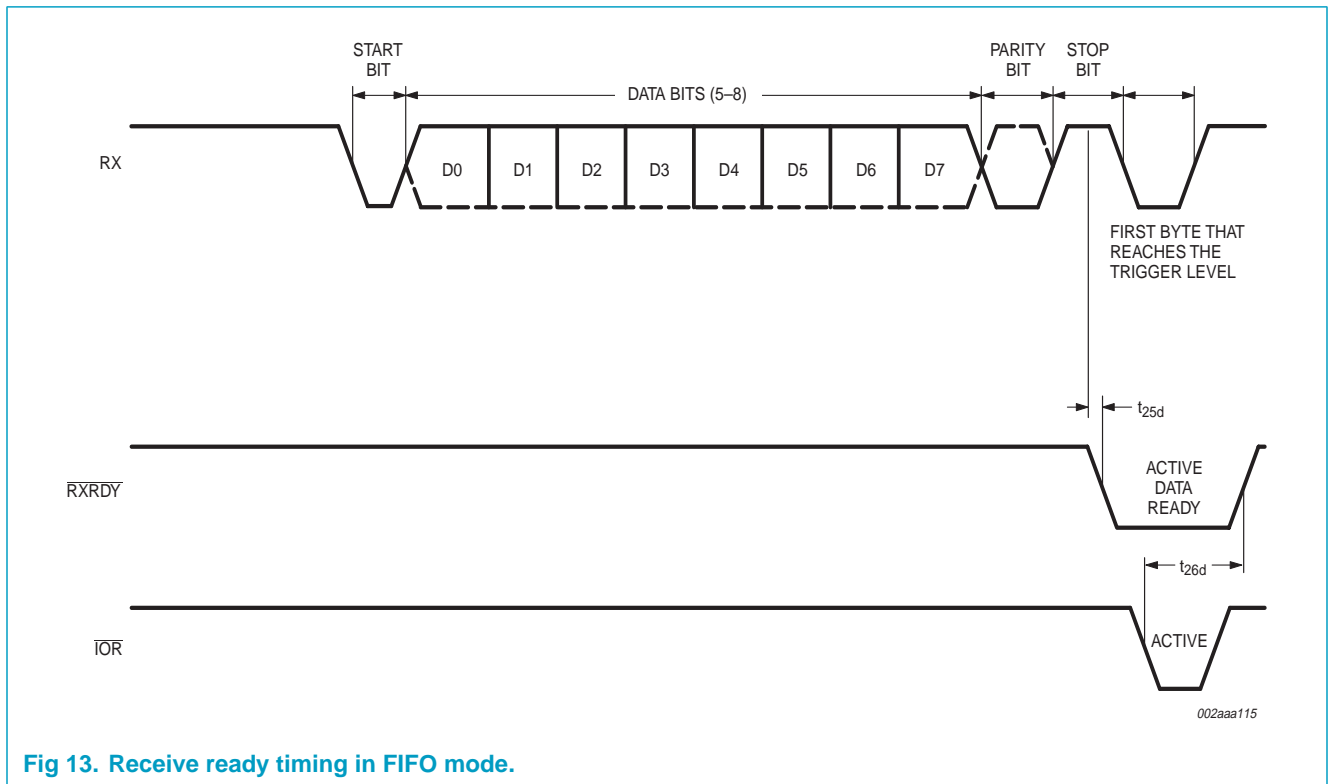 START
BIT
DATA BITS (5–8)
PARITY
BIT
STOP
BIT
RX
D0 D1 D2 D3 D4 D5 D6 D7
FIRST BYTE THAT
REACHES THE
TRIGGER LEVEL
t25d
RXRDY
ACTIVE
DATA
READY
t26d
IOR
ACTIVE
002aaa115
Fig 13. Receive ready timing in FIFO mode.